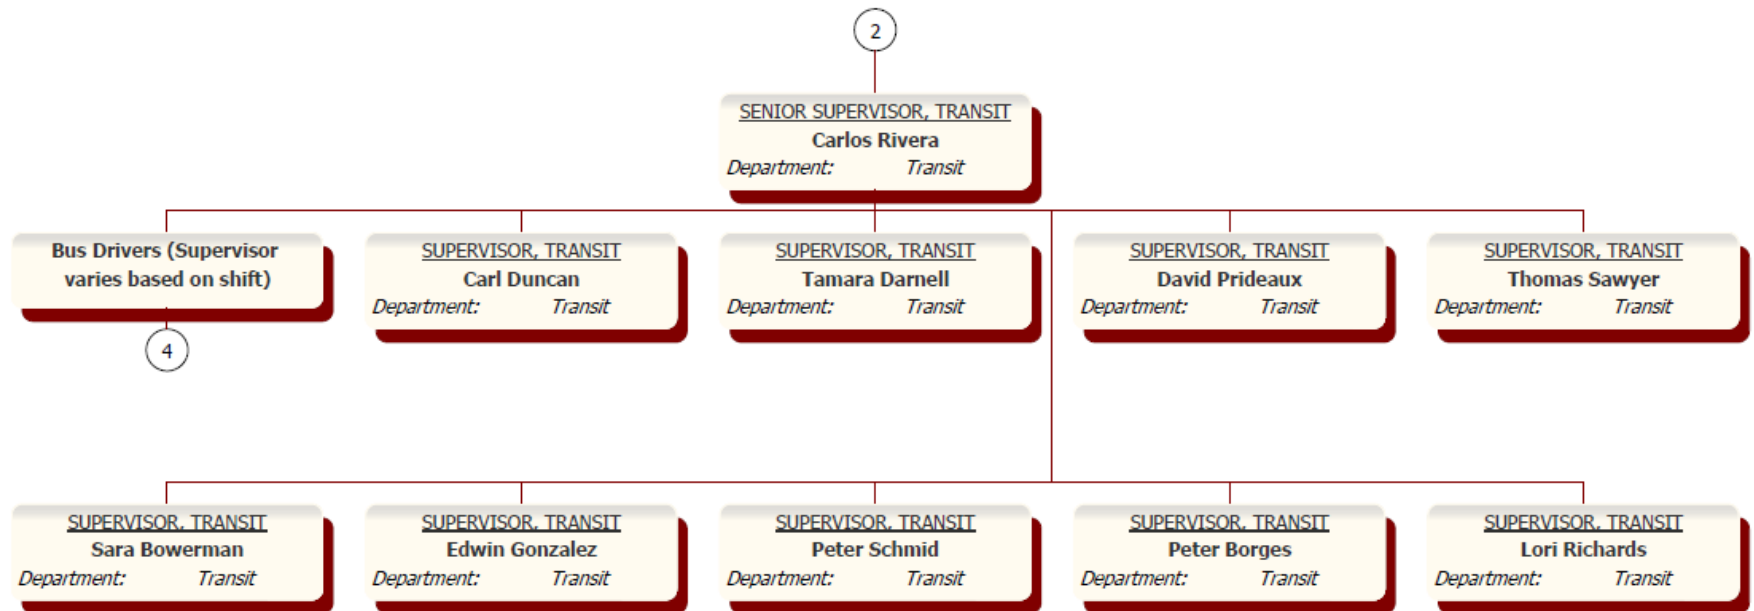 2
SENIOR SUPERVISOR, TRANSIT
Carlos Rivera
Department: Transit
Bus Drivers (Supervisor
varies based on shift)
4
SUPERVISOR, TRANSIT
Carl Duncan
Department: Transit
SUPERVISOR, TRANSIT
Tamara Darnell
Department: Transit
SUPERVISOR, TRANSIT
David Prideaux
Department: Transit
SUPERVISOR, TRANSIT
Thomas Sawyer
Department: Transit
SUPERVISOR, TRANSIT
Sara Bowerman
Department: Transit
SUPERVISOR, TRANSIT
Edwin Gonzalez
Department: Transit
SUPERVISOR, TRANSIT
Peter Schmid
Department: Transit
SUPERVISOR, TRANSIT
Peter Borges
Department: Transit
SUPERVISOR, TRANSIT
Lori Richards
Department: Transit